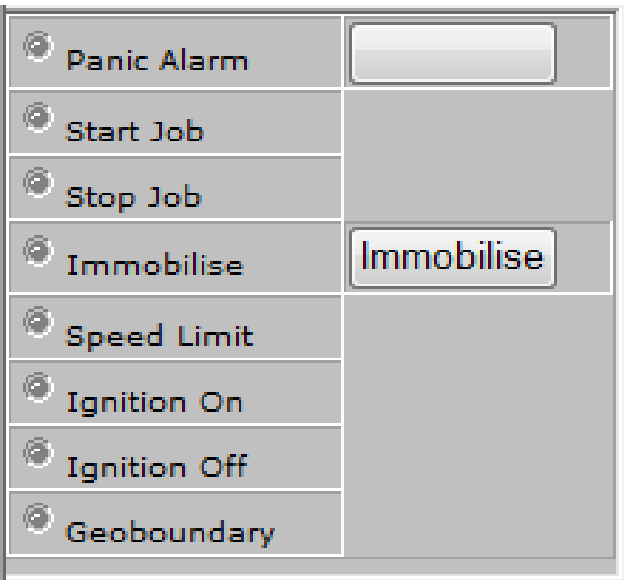 Panic Alarm
Start Job
Stop Job
Immobilise Immobilise
Speed Limit
Ignition On
Ignition Off
Geoboundary